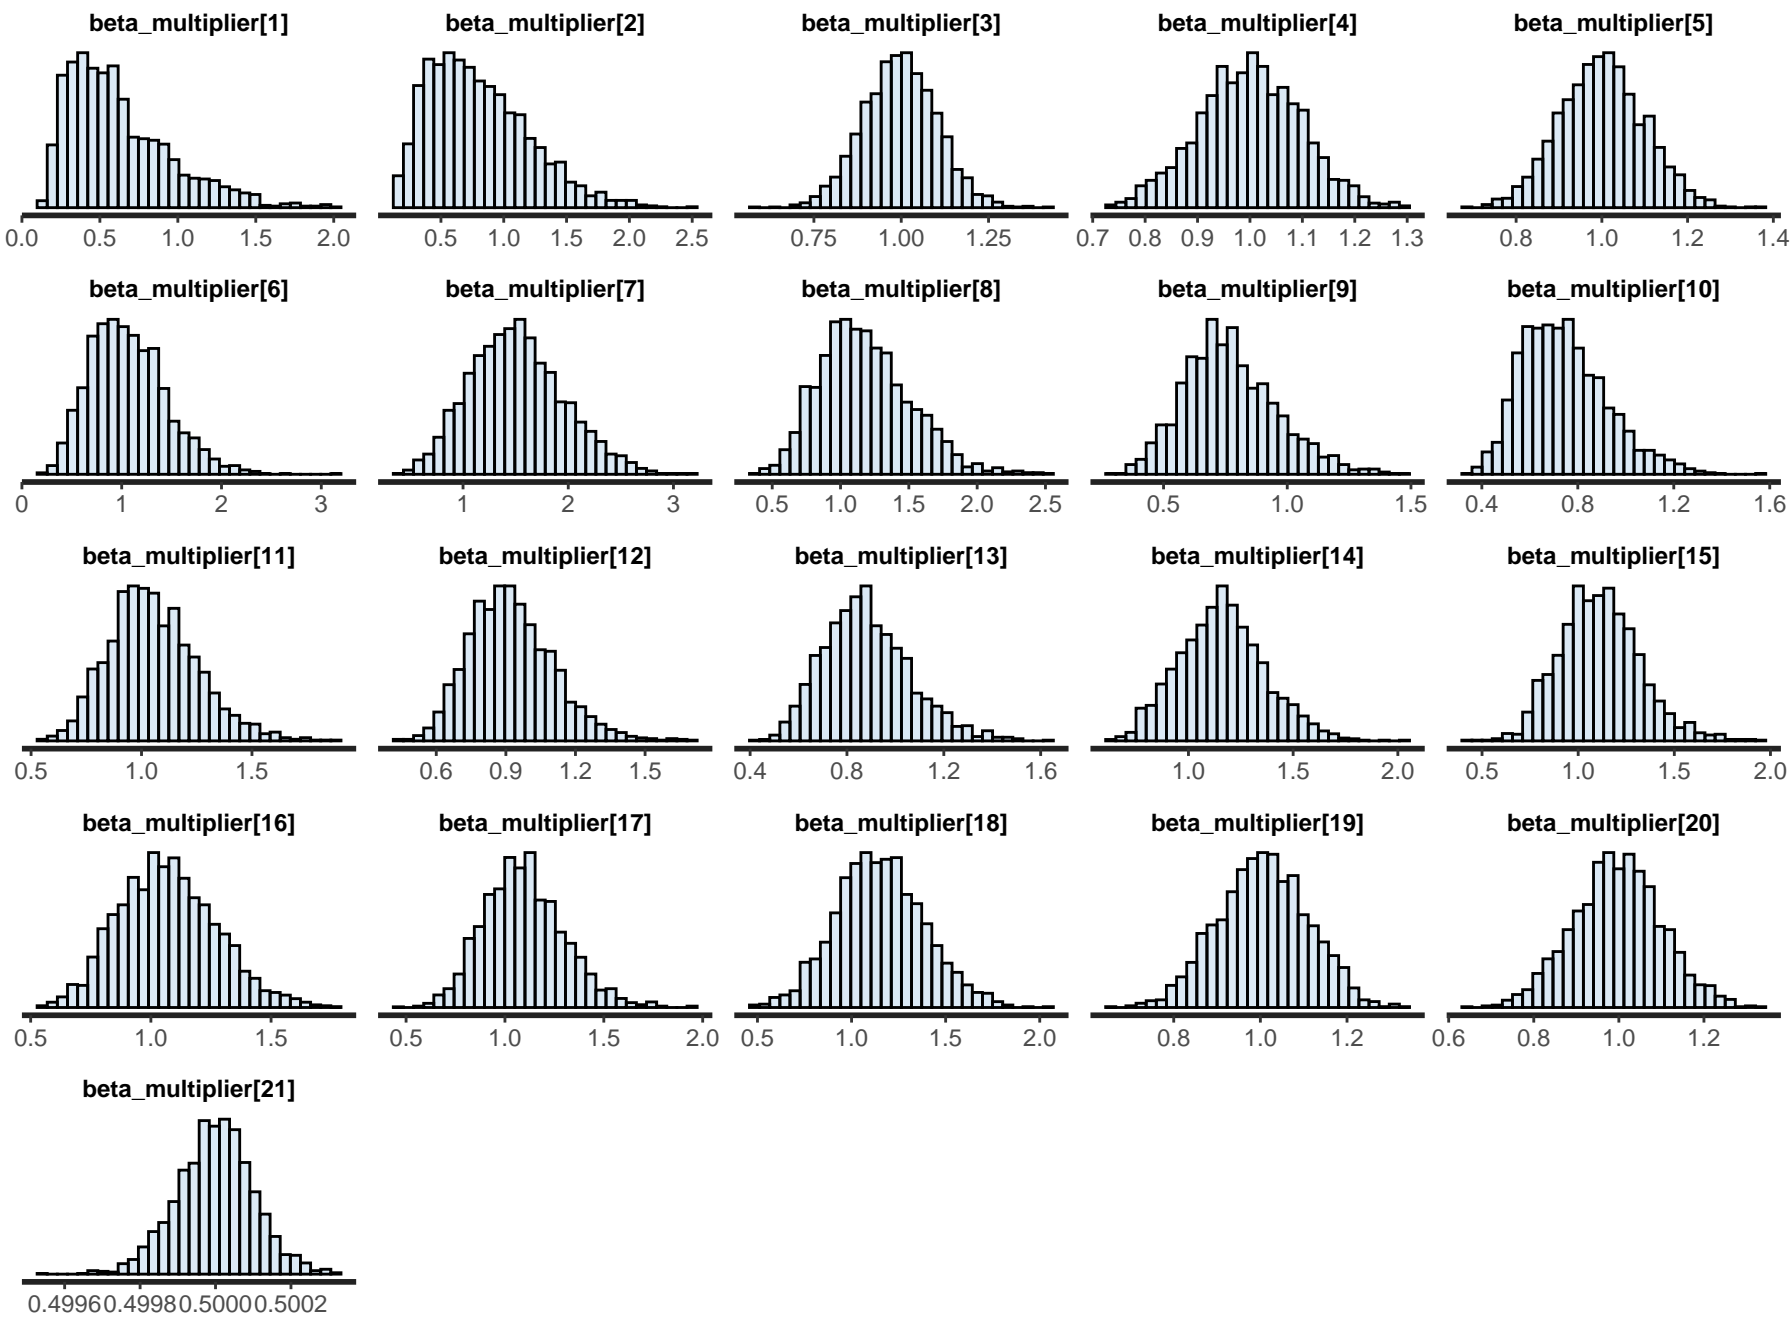 beta_multiplier[1] beta_multiplier[2] beta_multiplier[3] beta_multiplier[4] beta_multiplier[5]
0.0 0.5 1.0 1.5 2.0 0.5 1.0 1.5 2.0 2.5 0.75 1.00 1.25 0.7 0.8 0.9 1.0 1.1 1.2 1.3 0.8 1.0 1.2 1.4
beta_multiplier[6] beta_multiplier[7] beta_multiplier[8] beta_multiplier[9] beta_multiplier[10]
0 1 2 3 1 2 3 0.5 1.0 1.5 2.0 2.5 0.5 1.0 1.5 0.4 0.8 1.2 1.6
beta_multiplier[11] beta_multiplier[12] beta_multiplier[13] beta_multiplier[14] beta_multiplier[15]
0.5 1.0 1.5 0.6 0.9 1.2 1.5 0.4 0.8 1.2 1.6 1.0 1.5 2.0 0.5 1.0 1.5 2.0
beta_multiplier[16] beta_multiplier[17] beta_multiplier[18] beta_multiplier[19] beta_multiplier[20]
0.5 1.0 1.5 0.5 1.0 1.5 2.0 0.5 1.0 1.5 2.0 0.8 1.0 1.2 0.6 0.8 1.0 1.2
beta_multiplier[21]
0.4996 0.4998 0.5000 0.5002